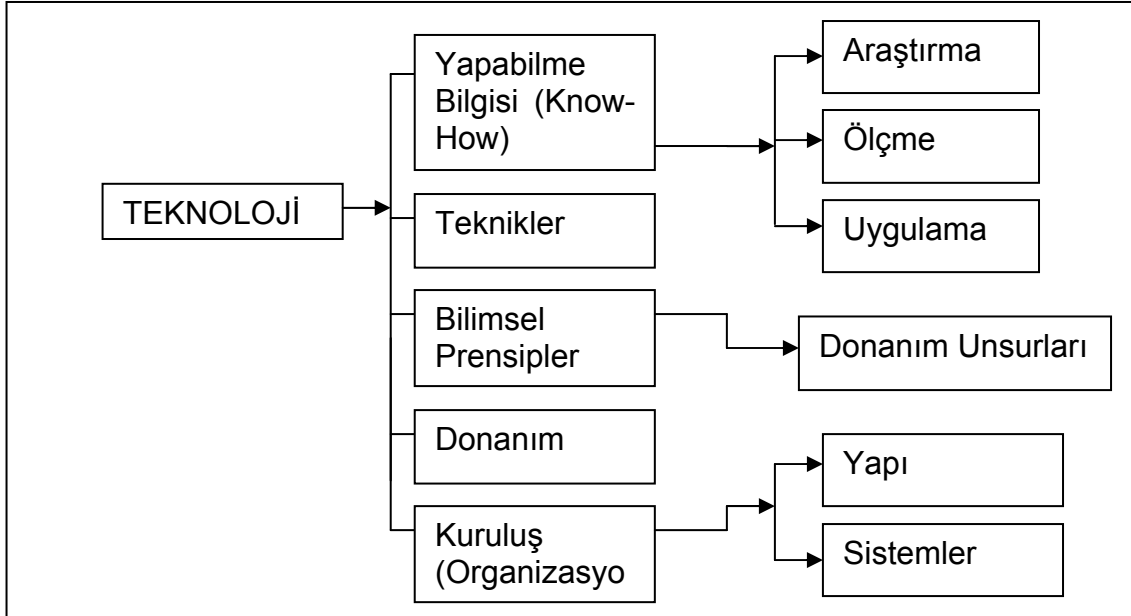 TEKNOLOJİ
Yapabilme
Bilgisi (Know-
How)
Teknikler
Bilimsel
Prensipler
Donanım
Kuruluş
(Organizasyo
Araştırma
Ölçme
Uygulama
Donanım Unsurları
Yapı
Sistemler